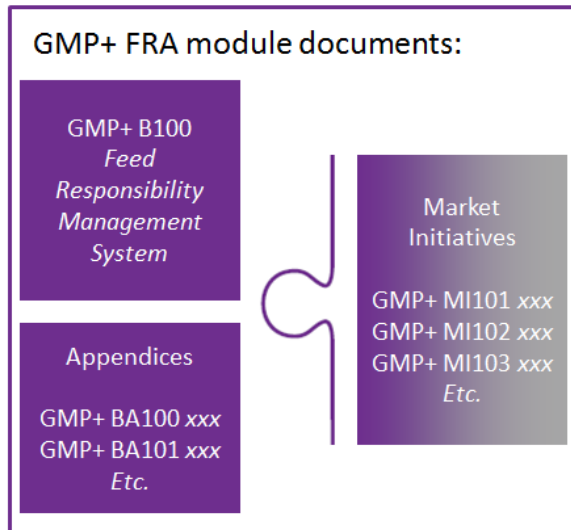 GMP+ FRA module documents:
GMP+ B100
Feed
Responsibility
Management
System
Appendices
GMP+ BA100 xxx
GMP+ BA101 xxx
Etc.
Market
Initiatives
GMP+ MI101 xxx
GMP+ MI102 xxx
GMP+ MI103 xxx
Etc.